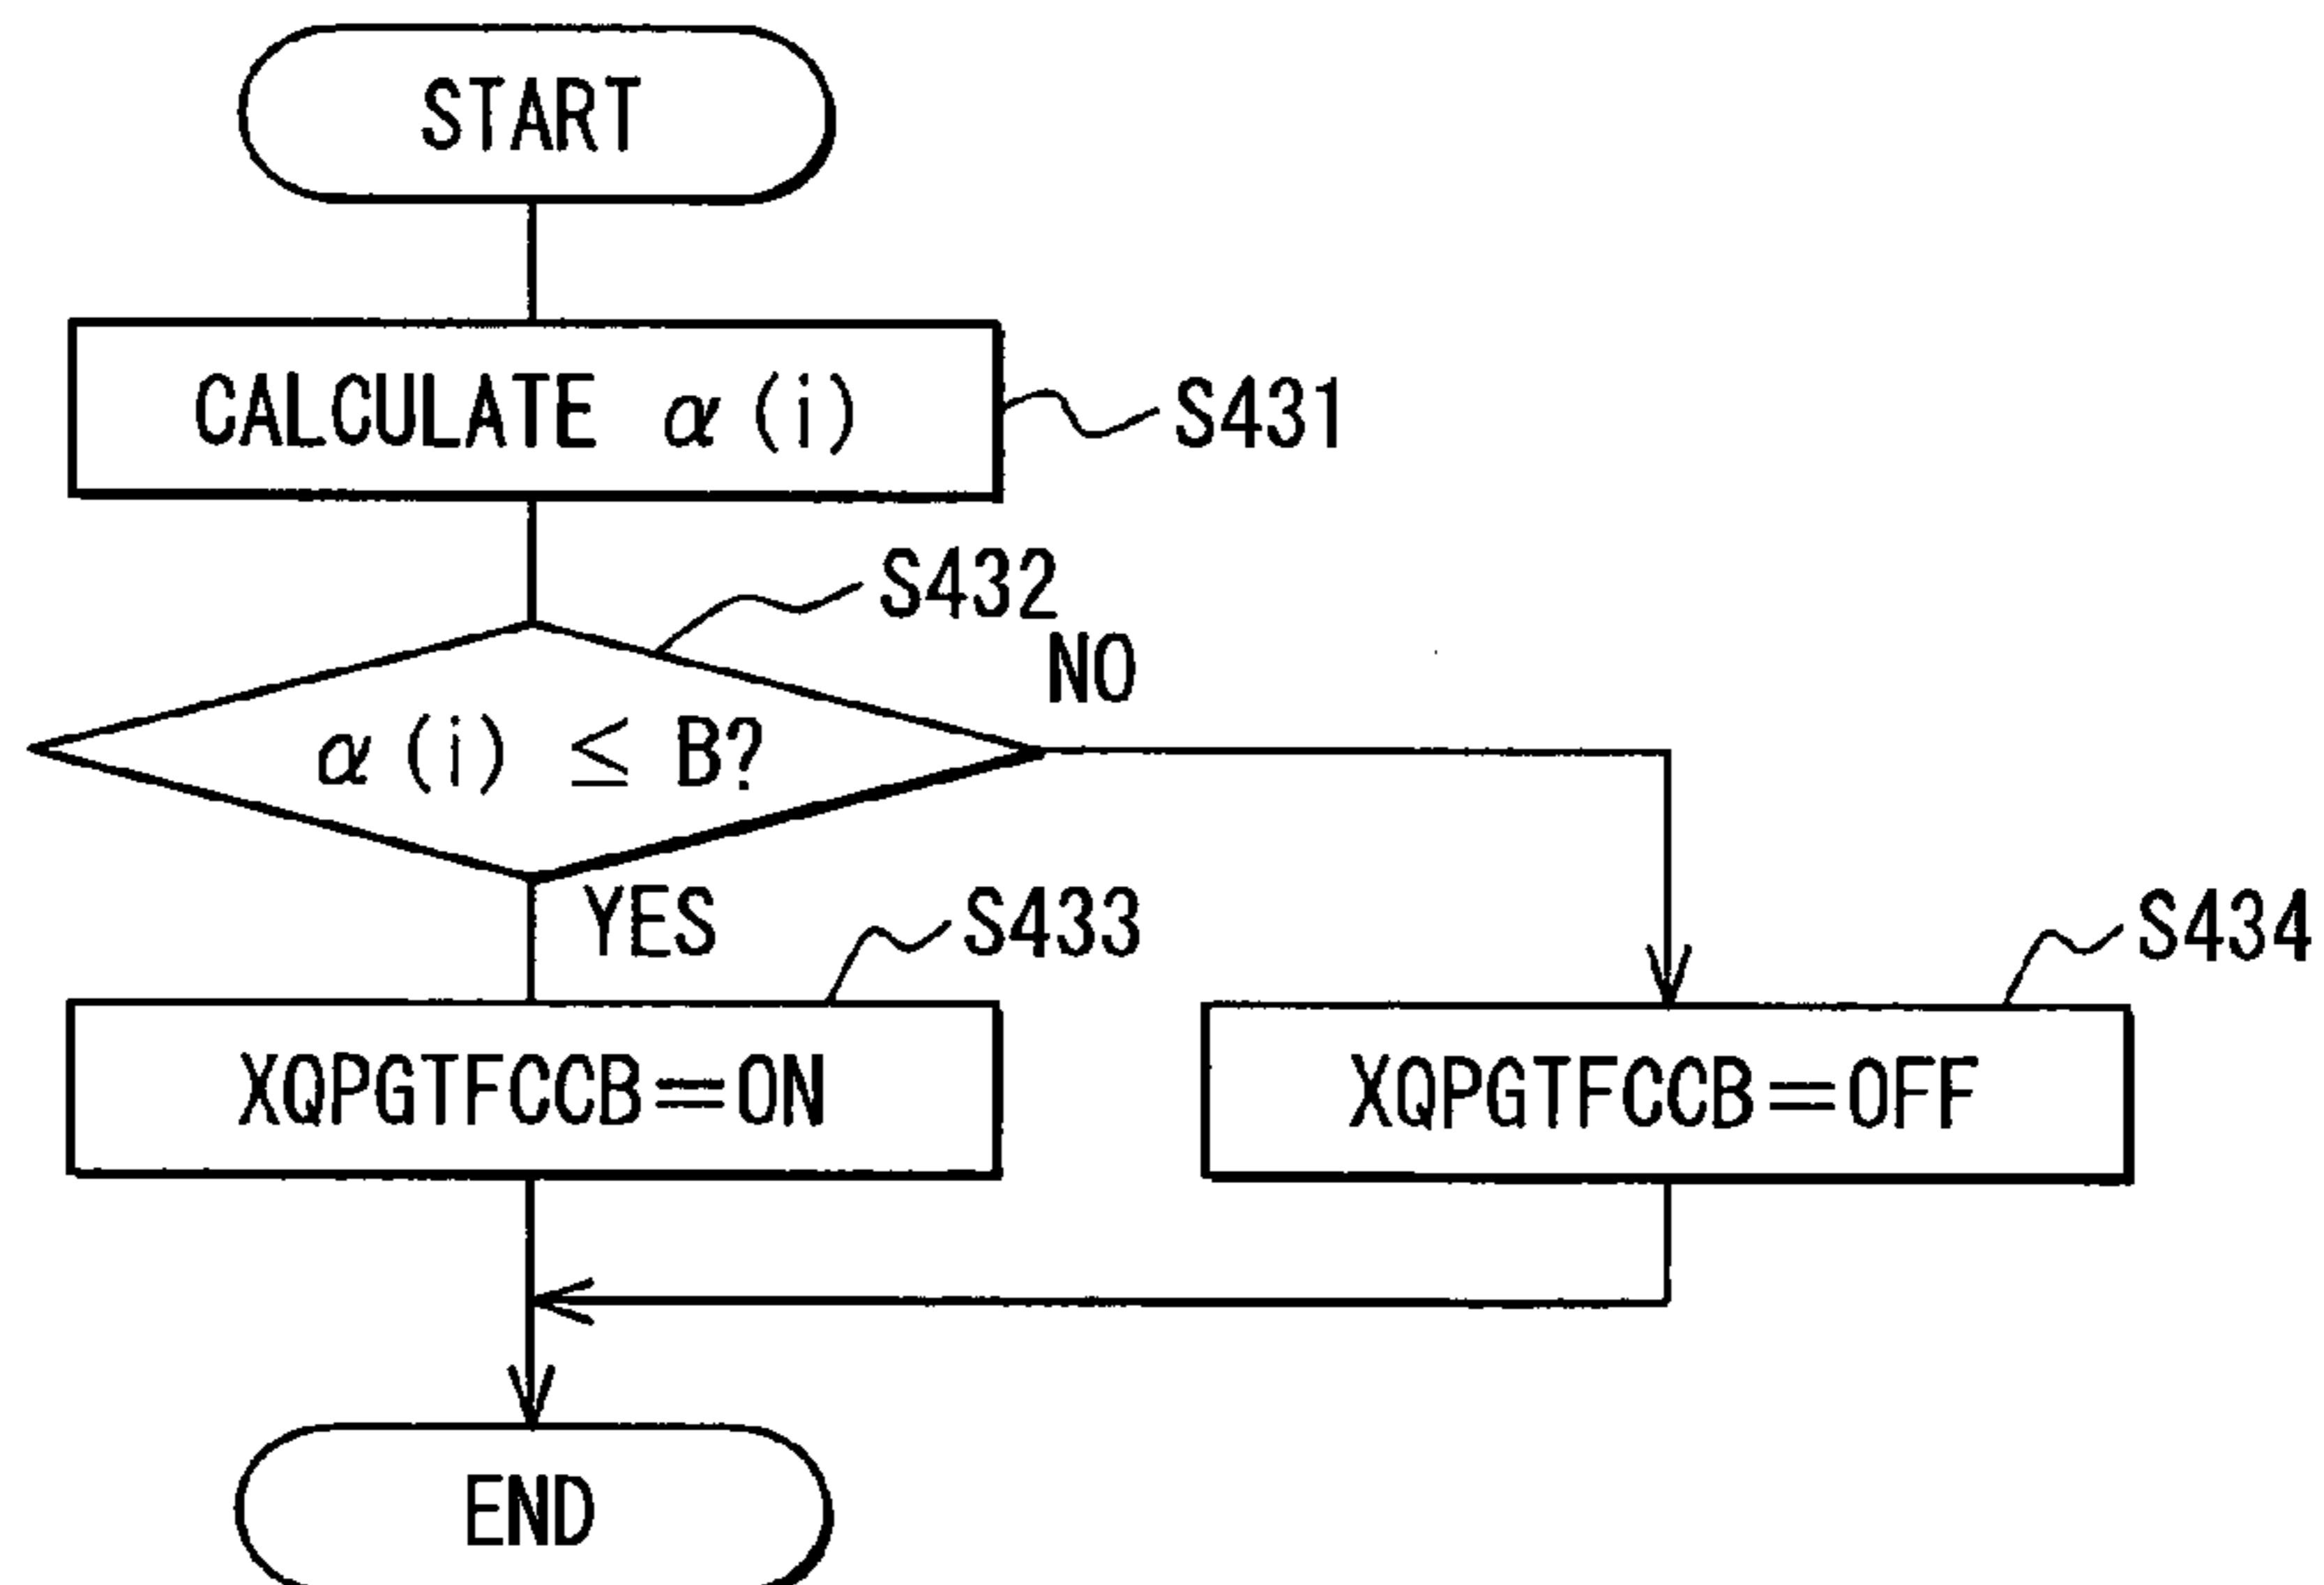 START
CALCULATE α(i)
S431
S432
NO
α(i) ≦ B?
YES
S433
S434
XQPGTFCCB=ON
XQPGTFCCB=OFF
END